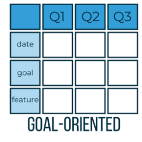 Q1 Q2 Q3
date
goal
feature
GOAL-ORIENTED